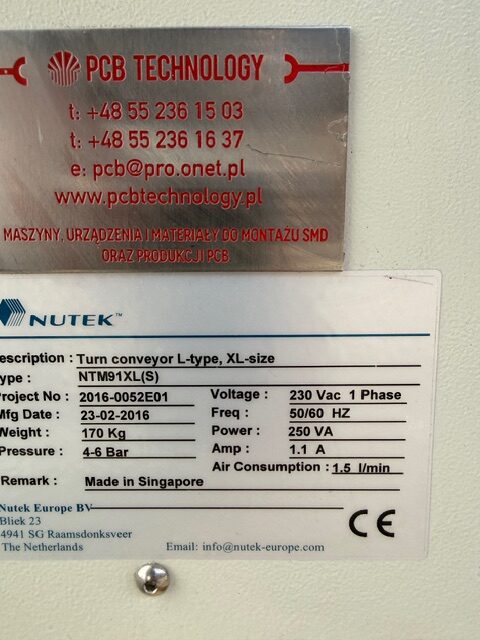 PCB TECHNOLOGY
t: +48 55 236 15 03
t: +48 55 236 16 37
e: pcb@pro.onet.pl
www.pcbtechnology.pl
MASZYNY, URZĄDZENIA I MATERIAŁY DO MONTAŻU SMD
ORAZ PRODUKCJI PCB
NUTEK™
escription : Turn conveyor L-type, XL-size
ype : NTM91XL(S)
roject No : 2016-0052E01 Voltage : 230 Vac 1 Phase
Mfg Date : 23-02-2016 Freq : 50/60 HZ
Weight : 170 Kg Power : 250 VA
ressure : 4-6 Bar Amp : 1.1 A
Air Consumption : 1.5 l/min
Remark : Made in Singapore
Nutek Europe BV
Bliek 23
4941 SG Raamsdonksveer
The Netherlands Email: info@nutek-europe.com
CE